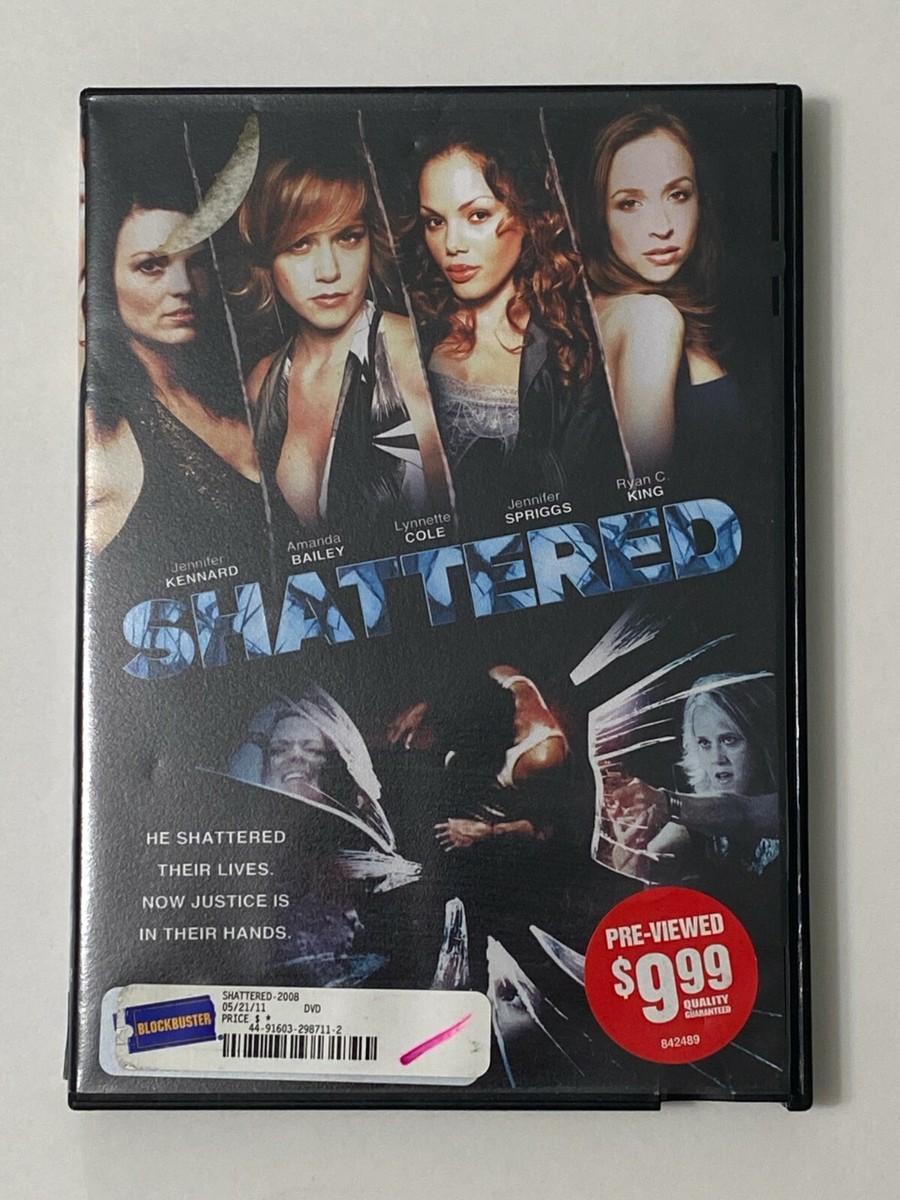 Jennifer
KENNARD
Amanda
BAILEY
Lynnette
COLE
Jennifer
SPRIGGS
Ryan C.
KING
SHATTERED
HE SHATTERED
THEIR LIVES.
NOW JUSTICE IS
IN THEIR HANDS.
PRE-VIEWED
$9.99
QUALITY
GUARANTEED
842489
BLOCKBUSTER
SHATTERED-2008
05/21/11 DVD
PRICE $ *
44-91603-298711-2